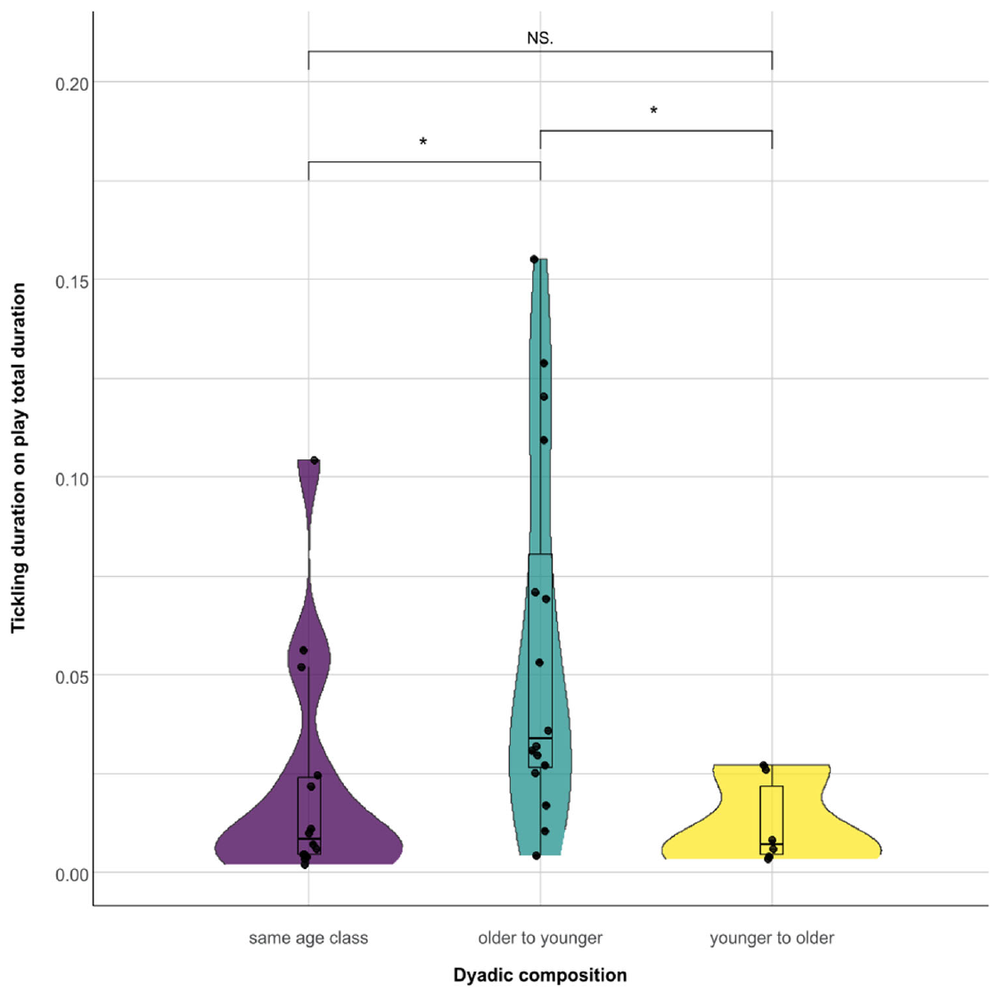 NS.
0.20
*
*
0.15
0.10
0.05
0.00
Tickling duration on play total duration
same age class older to younger younger to older
Dyadic composition